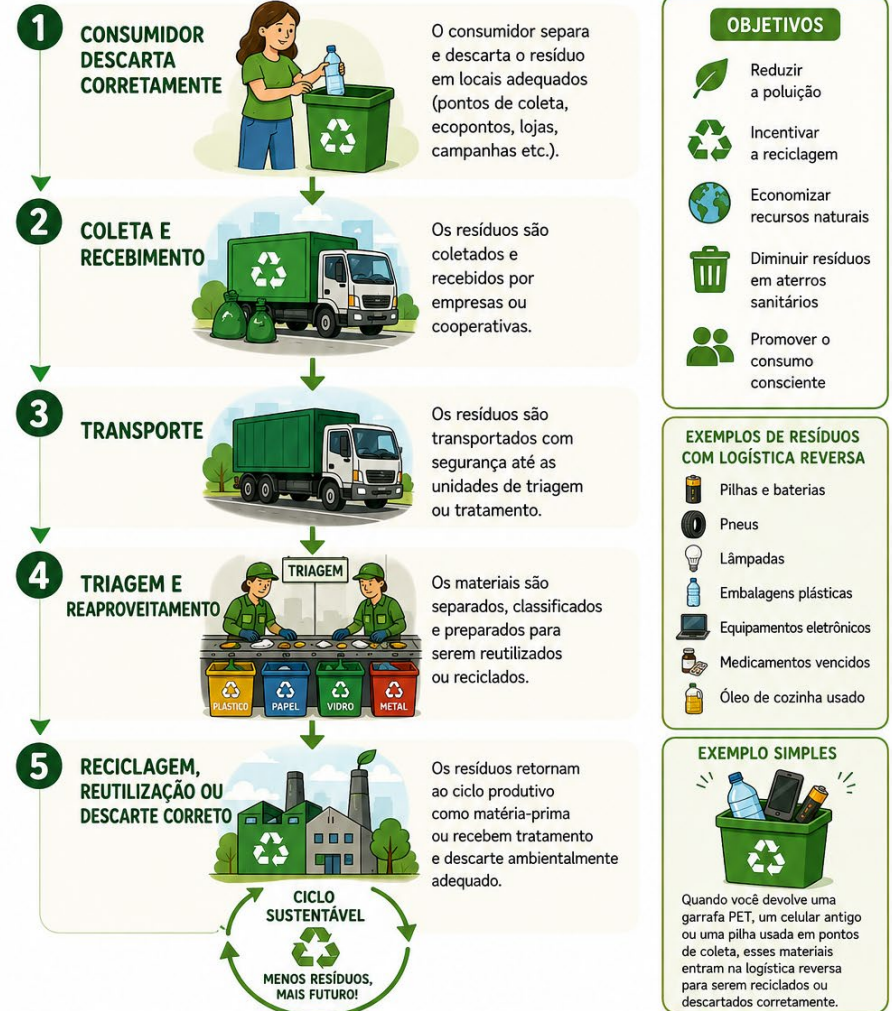 1
CONSUMIDOR
DESCARTA
CORRETAMENTE
O consumidor separa
e descarta o resíduo
em locais adequados
(pontos de coleta,
ecopontos, lojas,
campanhas etc.).
2
COLETA E
RECEBIMENTO
Os resíduos são
coletados e
recebidos por
empresas ou
cooperativas.
3
TRANSPORTE
Os resíduos são
transportados com
segurança até as
unidades de triagem
ou tratamento.
4
TRIAGEM E
REAPROVEITAMENTO
TRIAGEM
PLÁSTICO
PAPEL
VIDRO
METAL
Os materiais são
separados, classificados
e preparados para
serem reutilizados
ou reciclados.
5
RECICLAGEM,
REUTILIZAÇÃO OU
DESCARTE CORRETO
Os resíduos retornam
ao ciclo produtivo
como matéria-prima
ou recebem tratamento
e descarte ambientalmente
adequado.
CICLO
SUSTENTÁVEL
MENOS RESÍDUOS,
MAIS FUTURO!
OBJETIVOS
Reduzir
a poluição
Incentivar
a reciclagem
Economizar
recursos naturais
Diminuir resíduos
em aterros
sanitários
Promover o
consumo
consciente
EXEMPLOS DE RESÍDUOS
COM LOGÍSTICA REVERSA
Pilhas e baterias
Pneus
Lâmpadas
Embalagens plásticas
Equipamentos eletrônicos
Medicamentos vencidos
Óleo de cozinha usado
EXEMPLO SIMPLES
Quando você devolve uma
garrafa PET, um celular antigo
ou uma pilha usada em pontos
de coleta, esses materiais
entram na logística reversa
para serem reciclados ou
descartados corretamente.